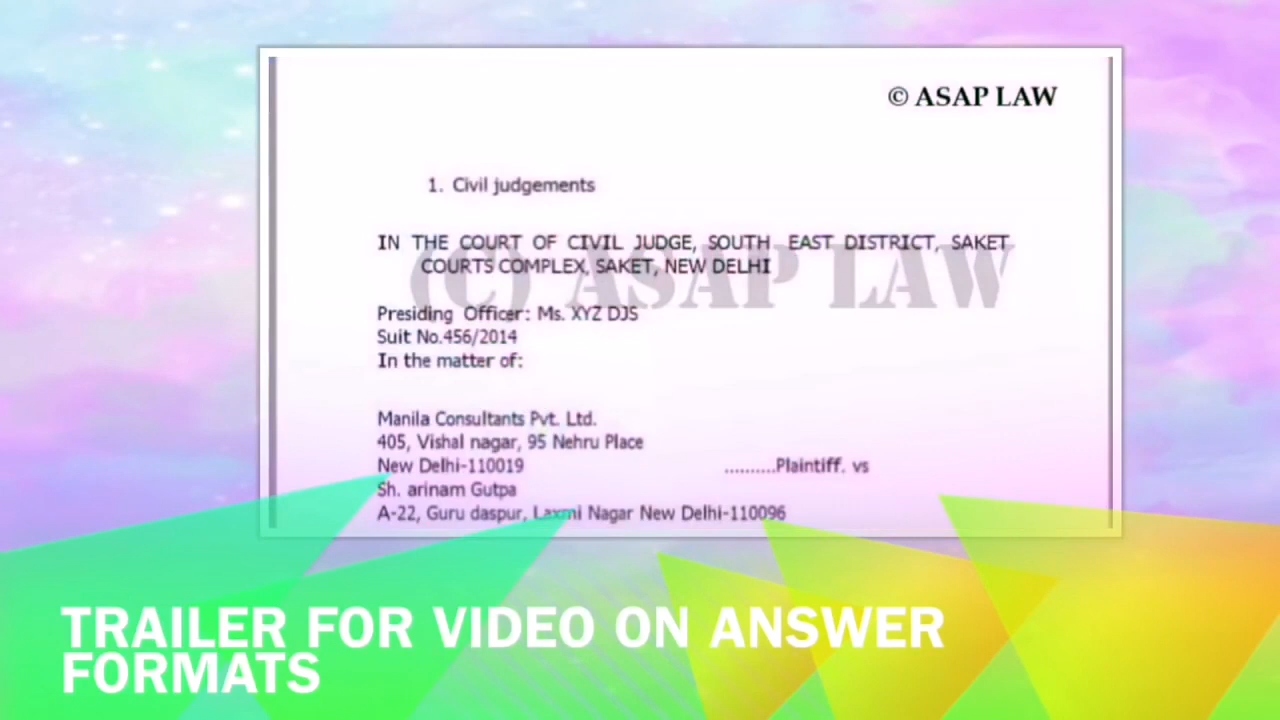 © ASAP LAW
1. Civil judgements
IN THE COURT OF CIVIL JUDGE, SOUTH EAST DISTRICT, SAKET
COURTS COMPLEX, SAKET, NEW DELHI
(C) ASAP LAW
Presiding Officer: Ms. XYZ DJS
Suit No.456/2014
In the matter of:
Manila Consultants Pvt. Ltd.
405, Vishal nagar, 95 Nehru Place
New Delhi-110019 ..........Plaintiff. vs
Sh. arinam Gutpa
A-22, Guru daspur, Laxmi Nagar New Delhi-110096
TRAILER FOR VIDEO ON ANSWER
FORMATS